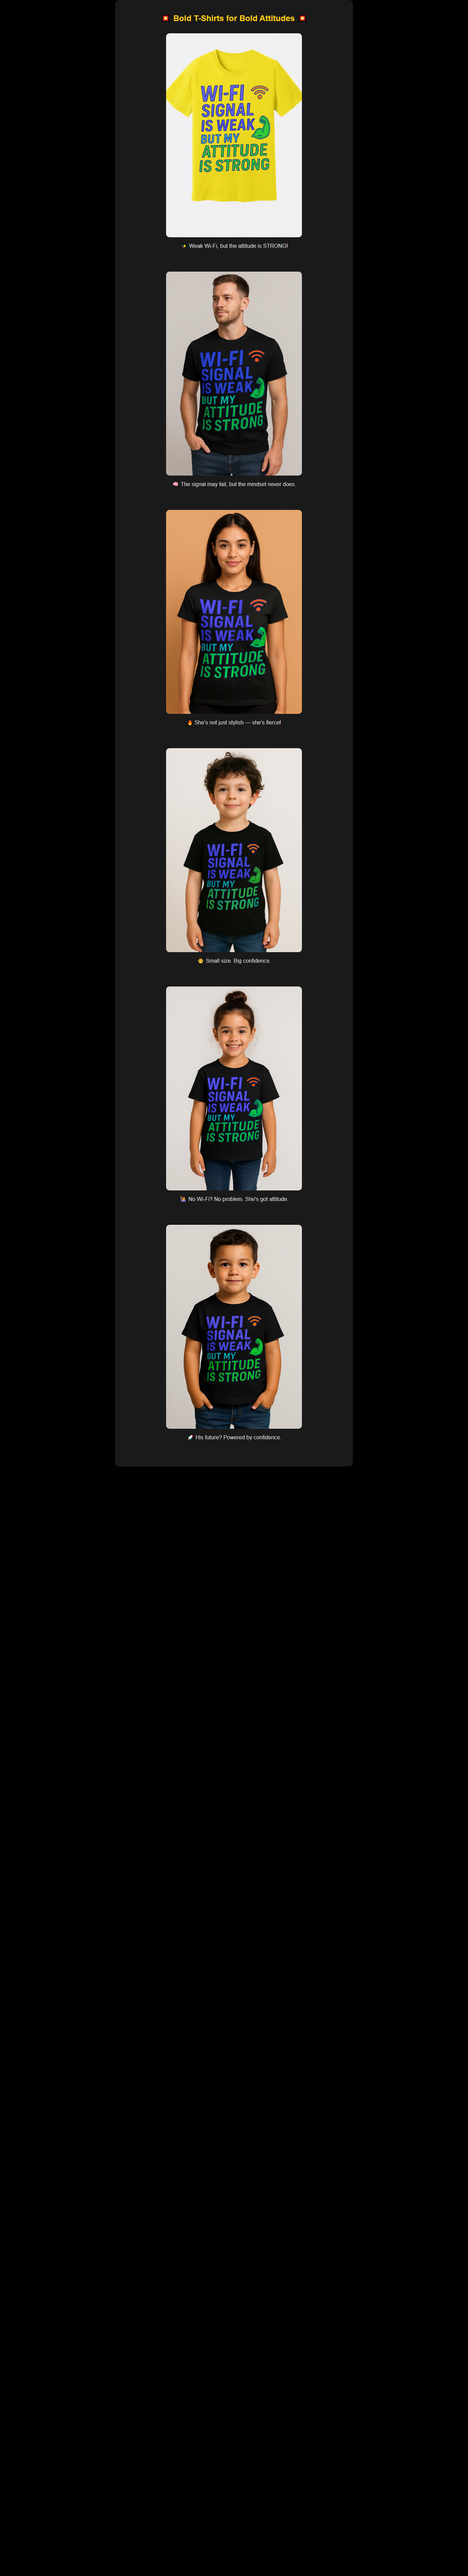 💥 Bold T-Shirts for Bold Attitudes 💥
WI-FI
SIGNAL
IS WEAK
BUT MY
ATTITUDE
IS STRONG
Weak Wi-Fi, but the attitude is STRONG!
WI-FI
SIGNAL
IS WEAK
BUT MY
ATTITUDE
IS STRONG
🧠 The signal may fail, but the mindset never does.
WI-FI
SIGNAL
IS WEAK
BUT MY
ATTITUDE
IS STRONG
🔥 She's not just stylish — she's fierce!
WI-FI
SIGNAL
IS WEAK
BUT MY
ATTITUDE
IS STRONG
Small size. Big confidence.
WI-FI
SIGNAL
IS WEAK
BUT MY
ATTITUDE
IS STRONG
No Wi-Fi? No problem. She's got attitude.
WI-FI
SIGNAL
IS WEAK
BUT MY
ATTITUDE
IS STRONG
🚀 His future? Powered by confidence.